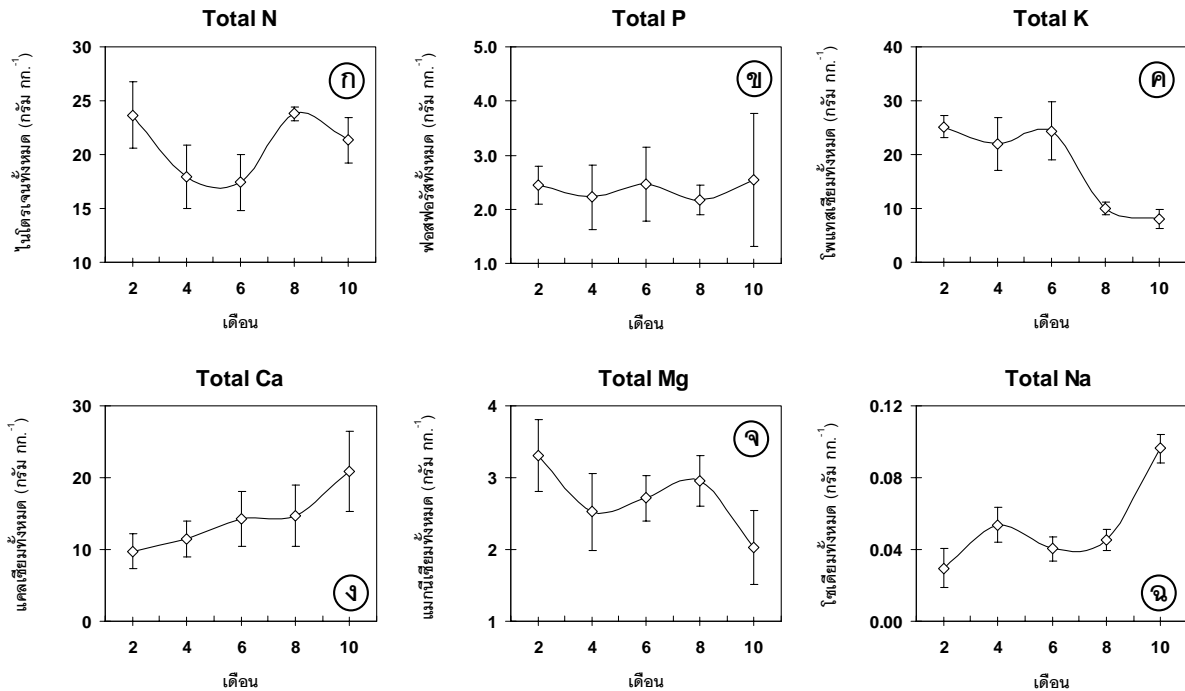 Total N
ไนโตรเจนทั้งหมด (กรัม กก.-1)
30
25
20
15
10
ก
2 4 6 8 10
เดือน
Total P
ฟอสฟอรัสทั้งหมด (กรัม กก.-1)
5.0
4.0
3.0
2.0
1.0
ข
2 4 6 8 10
เดือน
Total K
โพแทสเซียมทั้งหมด (กรัม กก.-1)
40
30
20
10
0
ค
2 4 6 8 10
เดือน
Total Ca
แคลเซียมทั้งหมด (กรัม กก.-1)
30
20
10
0
ง
2 4 6 8 10
เดือน
Total Mg
แมกนีเซียมทั้งหมด (กรัม กก.-1)
4
3
2
1
จ
2 4 6 8 10
เดือน
Total Na
โซเดียมทั้งหมด (กรัม กก.-1)
0.12
0.08
0.04
0.00
ฉ
2 4 6 8 10
เดือน